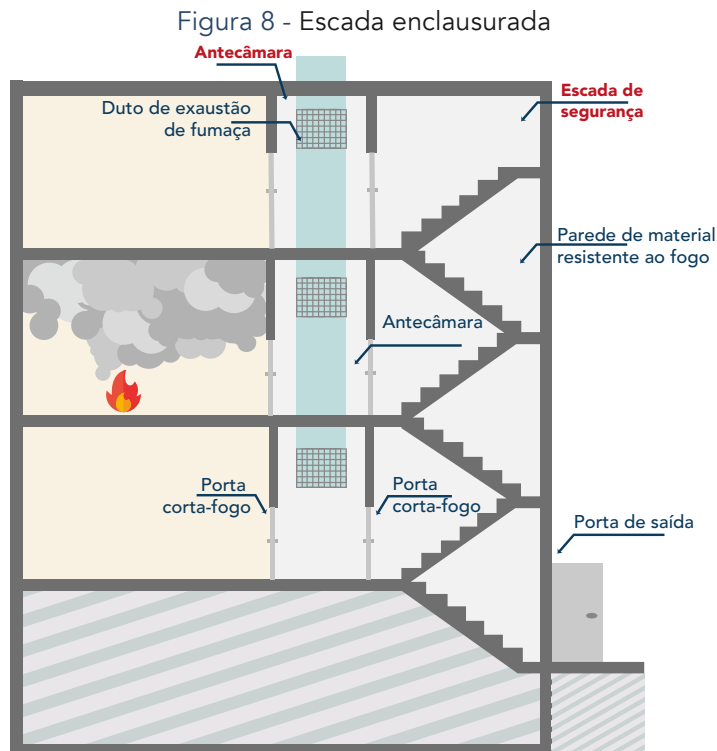 Figura 8 - Escada enclausurada
Antecâmara
Duto de exaustão
de fumaça
Escada de
segurança
Parede de material
resistente ao fogo
Antecâmara
Porta
corta-fogo
Porta
corta-fogo
Porta de saída